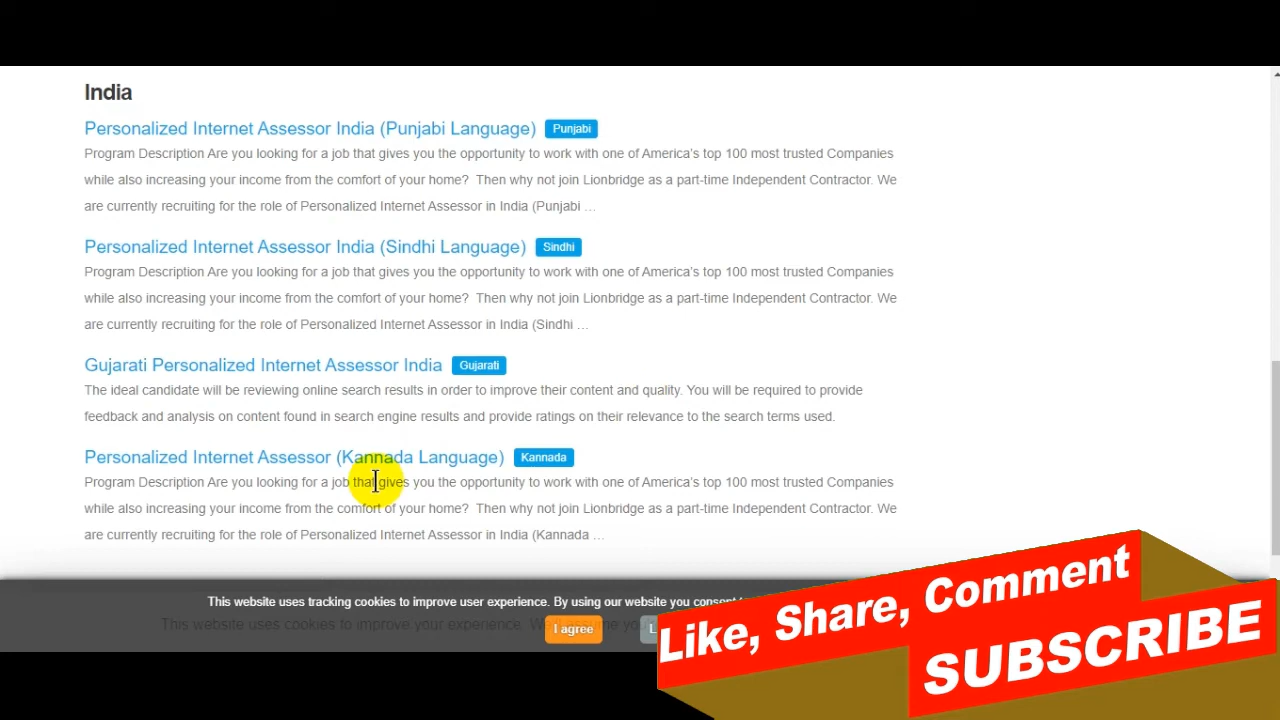 India
Personalized Internet Assessor India (Punjabi Language) Punjabi
Program Description Are you looking for a job that gives you the opportunity to work with one of America's top 100 most trusted Companies
while also increasing your income from the comfort of your home?  Then why not join Lionbridge as a part-time Independent Contractor. We
are currently recruiting for the role of Personalized Internet Assessor in India (Punjabi ...
Personalized Internet Assessor India (Sindhi Language) Sindhi
Program Description Are you looking for a job that gives you the opportunity to work with one of America's top 100 most trusted Companies
while also increasing your income from the comfort of your home?  Then why not join Lionbridge as a part-time Independent Contractor. We
are currently recruiting for the role of Personalized Internet Assessor in India (Sindhi ...
Gujarati Personalized Internet Assessor India Gujarati
The ideal candidate will be reviewing online search results in order to improve their content and quality. You will be required to provide
feedback and analysis on content found in search engine results and provide ratings on their relevance to the search terms used.
Personalized Internet Assessor (Kannada Language) Kannada
Program Description Are you looking for a job that gives you the opportunity to work with one of America's top 100 most trusted Companies
while also increasing your income from the comfort of your home?  Then why not join Lionbridge as a part-time Independent Contractor. We
are currently recruiting for the role of Personalized Internet Assessor in India (Kannada ...
This website uses tracking cookies to improve user experience. By using our website you consent
This website uses cookies to improve your experience.
I agree
Like, Share, Comment
SUBSCRIBE